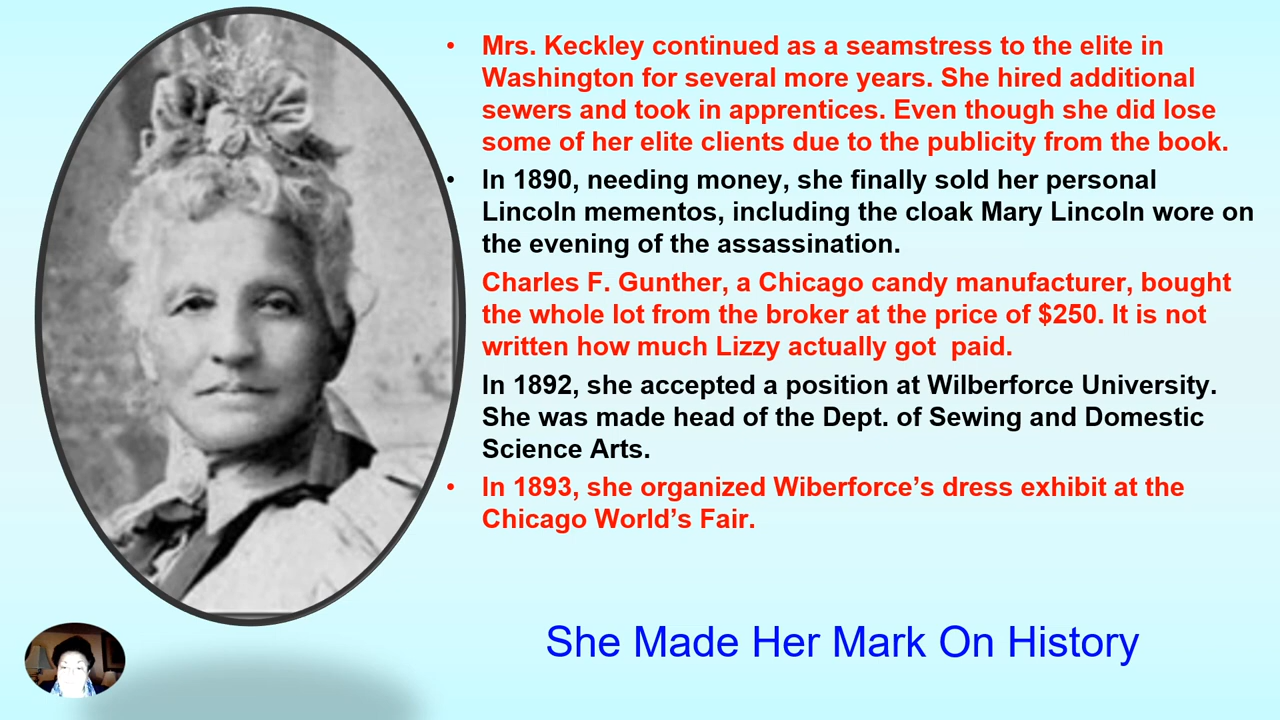 • Mrs. Keckley continued as a seamstress to the elite in
Washington for several more years. She hired additional
sewers and took in apprentices. Even though she did lose
some of her elite clients due to the publicity from the book.
• In 1890, needing money, she finally sold her personal
Lincoln mementos, including the cloak Mary Lincoln wore on
the evening of the assassination.
Charles F. Gunther, a Chicago candy manufacturer, bought
the whole lot from the broker at the price of $250. It is not
written how much Lizzy actually got  paid.
In 1892, she accepted a position at Wilberforce University.
She was made head of the Dept. of Sewing and Domestic
Science Arts.
• In 1893, she organized Wiberforce’s dress exhibit at the
Chicago World’s Fair.
She Made Her Mark On History